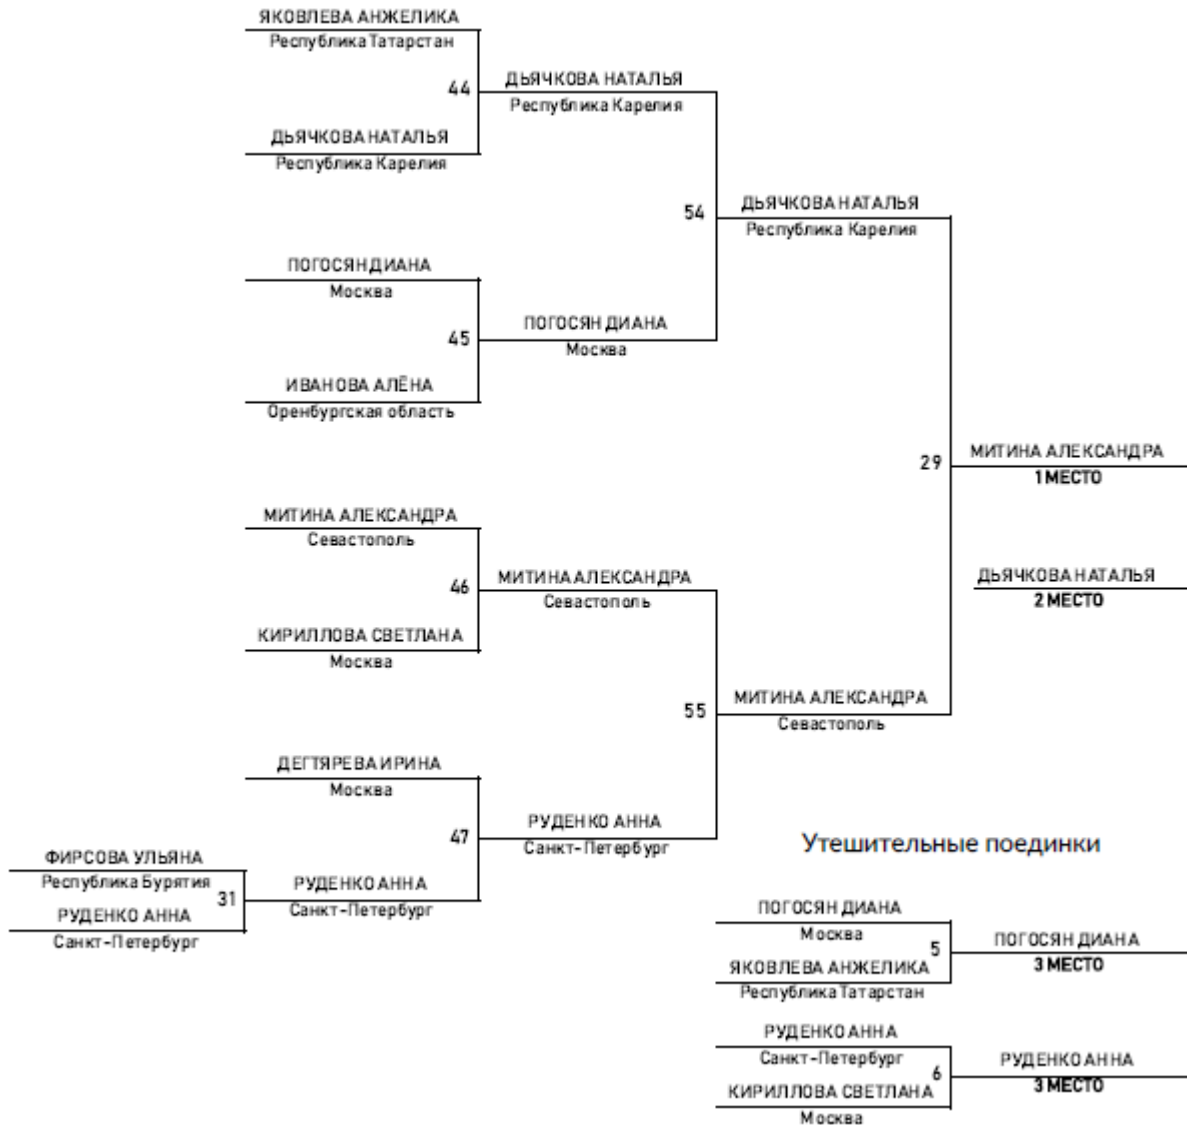 ЯКОВЛЕВА АНЖЕЛИКА
Республика Татарстан
44
ДЬЯЧКОВА НАТАЛЬЯ
Республика Карелия
ДЬЯЧКОВА НАТАЛЬЯ
Республика Карелия
54
ДЬЯЧКОВА НАТАЛЬЯ
Республика Карелия
ПОГОСЯН ДИАНА
Москва
45
ПОГОСЯН ДИАНА
Москва
ИВАНОВА АЛЁНА
Оренбургская область
29
МИТИНА АЛЕКСАНДРА
1 МЕСТО
МИТИНА АЛЕКСАНДРА
Севастополь
46
МИТИНА АЛЕКСАНДРА
Севастополь
ДЬЯЧКОВА НАТАЛЬЯ
2 МЕСТО
КИРИЛЛОВА СВЕТЛАНА
Москва
55
МИТИНА АЛЕКСАНДРА
Севастополь
ДЕГТЯРЕВА ИРИНА
Москва
47
РУДЕНКО АННА
Санкт-Петербург
ФИРСОВА УЛЬЯНА
Республика Бурятия
31
РУДЕНКО АННА
Санкт-Петербург
РУДЕНКО АННА
Санкт-Петербург
Утешительные поединки
ПОГОСЯН ДИАНА
Москва
5
ПОГОСЯН ДИАНА
3 МЕСТО
ЯКОВЛЕВА АНЖЕЛИКА
Республика Татарстан
РУДЕНКО АННА
Санкт-Петербург
6
РУДЕНКО АННА
3 МЕСТО
КИРИЛЛОВА СВЕТЛАНА
Москва